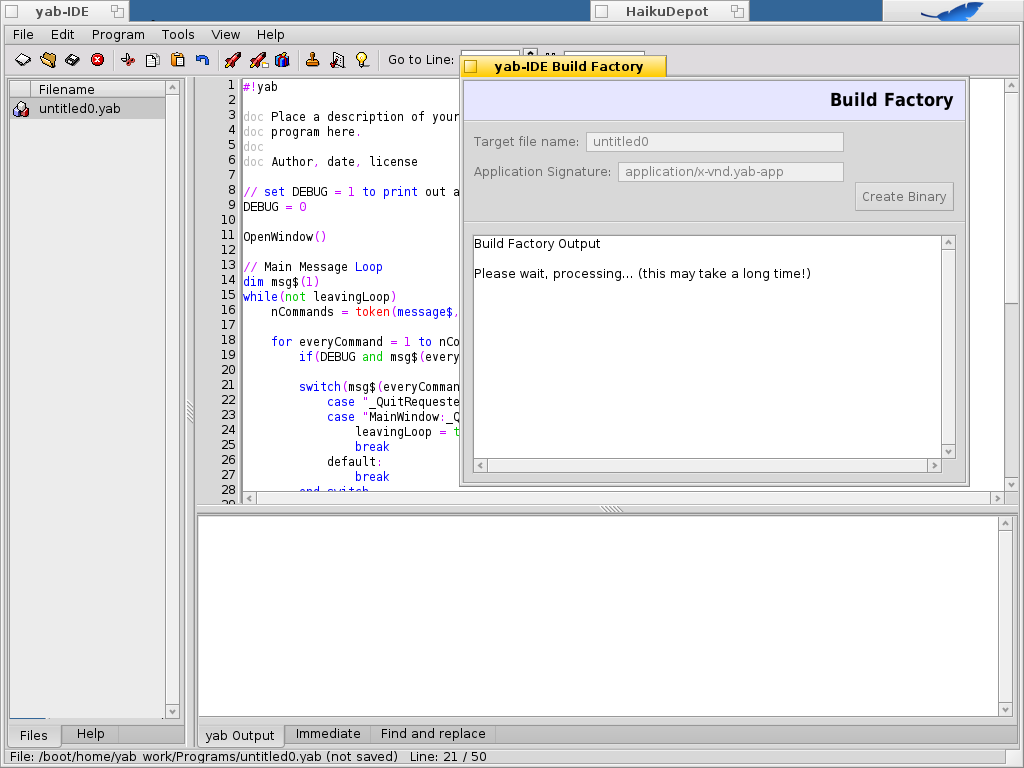 yab-IDE
HaikuDepot
File Edit Program Tools View Help
Go to Line:
yab-IDE Build Factory
Filename
untitled0.yab
1 #!yab
2
3 doc Place a description of your
4 doc program here.
5 doc
6 doc Author, date, license
7
8 // set DEBUG = 1 to print out a
9 DEBUG = 0
10
11 OpenWindow()
12
13 // Main Message Loop
14 dim msg$(1)
15 while(not leavingLoop)
16 nCommands = token(message$,
17
18 for everyCommand = 1 to nCo
19 if(DEBUG and msg$(every
20
21 switch(msg$(everyComman
22 case "_QuitRequeste
23 case "MainWindow:_Q
24 leavingLoop = t
25 break
26 default:
27 break
28 end switch
29
Build Factory
Target file name: untitled0
Application Signature: application/x-vnd.yab-app
Create Binary
Build Factory Output
Please wait, processing... (this may take a long time!)
Files Help
yab Output Immediate Find and replace
File: /boot/home/yab_work/Programs/untitled0.yab (not saved) Line: 21 / 50